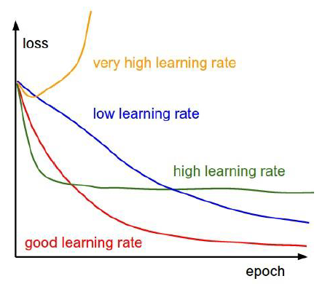 loss
very high learning rate
low learning rate
high learning rate
good learning rate
epoch